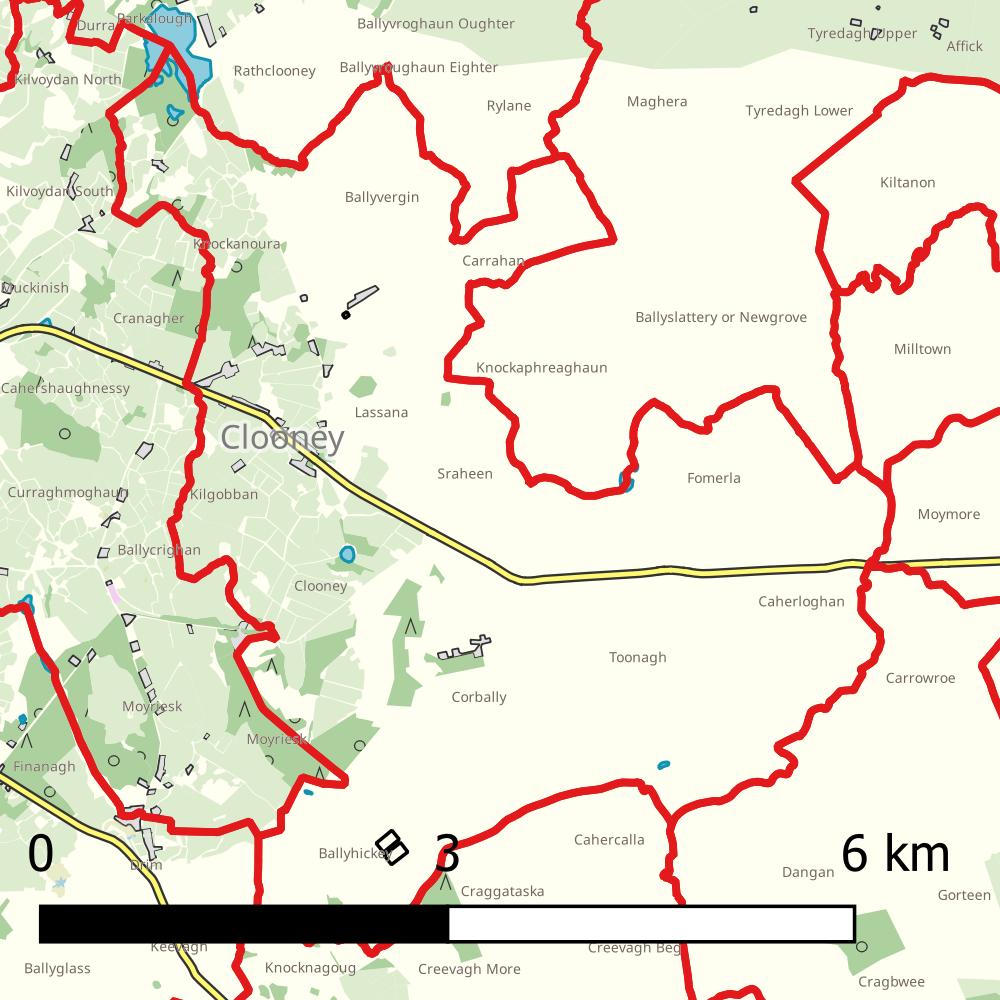 Durra
Parkalough
Ballyvroghaun Oughter
Tyredagh Upper
Affick
Kilvoydan North
Rathclooney
Ballyvroughaun Eighter
Rylane
Maghera
Tyredagh Lower
Kilvoydan South
Ballyvergin
Kiltanon
Knockanoura
Carrahan
Muckinish
Cranagher
Ballyslattery or Newgrove
Milltown
Cahershaughnessy
Knockaphreaghaun
Lassana
Clooney
Sraheen
Fomerla
Curraghmoghaun
Kilgobban
Moymore
Ballycrighan
Clooney
Caherloghan
Toonagh
Carrowroe
Corbally
Moyriesk
Moyriesk
Finanagh
Cahercalla
Ballyhickey
Drim
0 3 6 km
Dangan
Craggataska
Gorteen
Keevagh
Creevagh Beg
Ballyglass
Knocknagoug
Creevagh More
Cragbwee